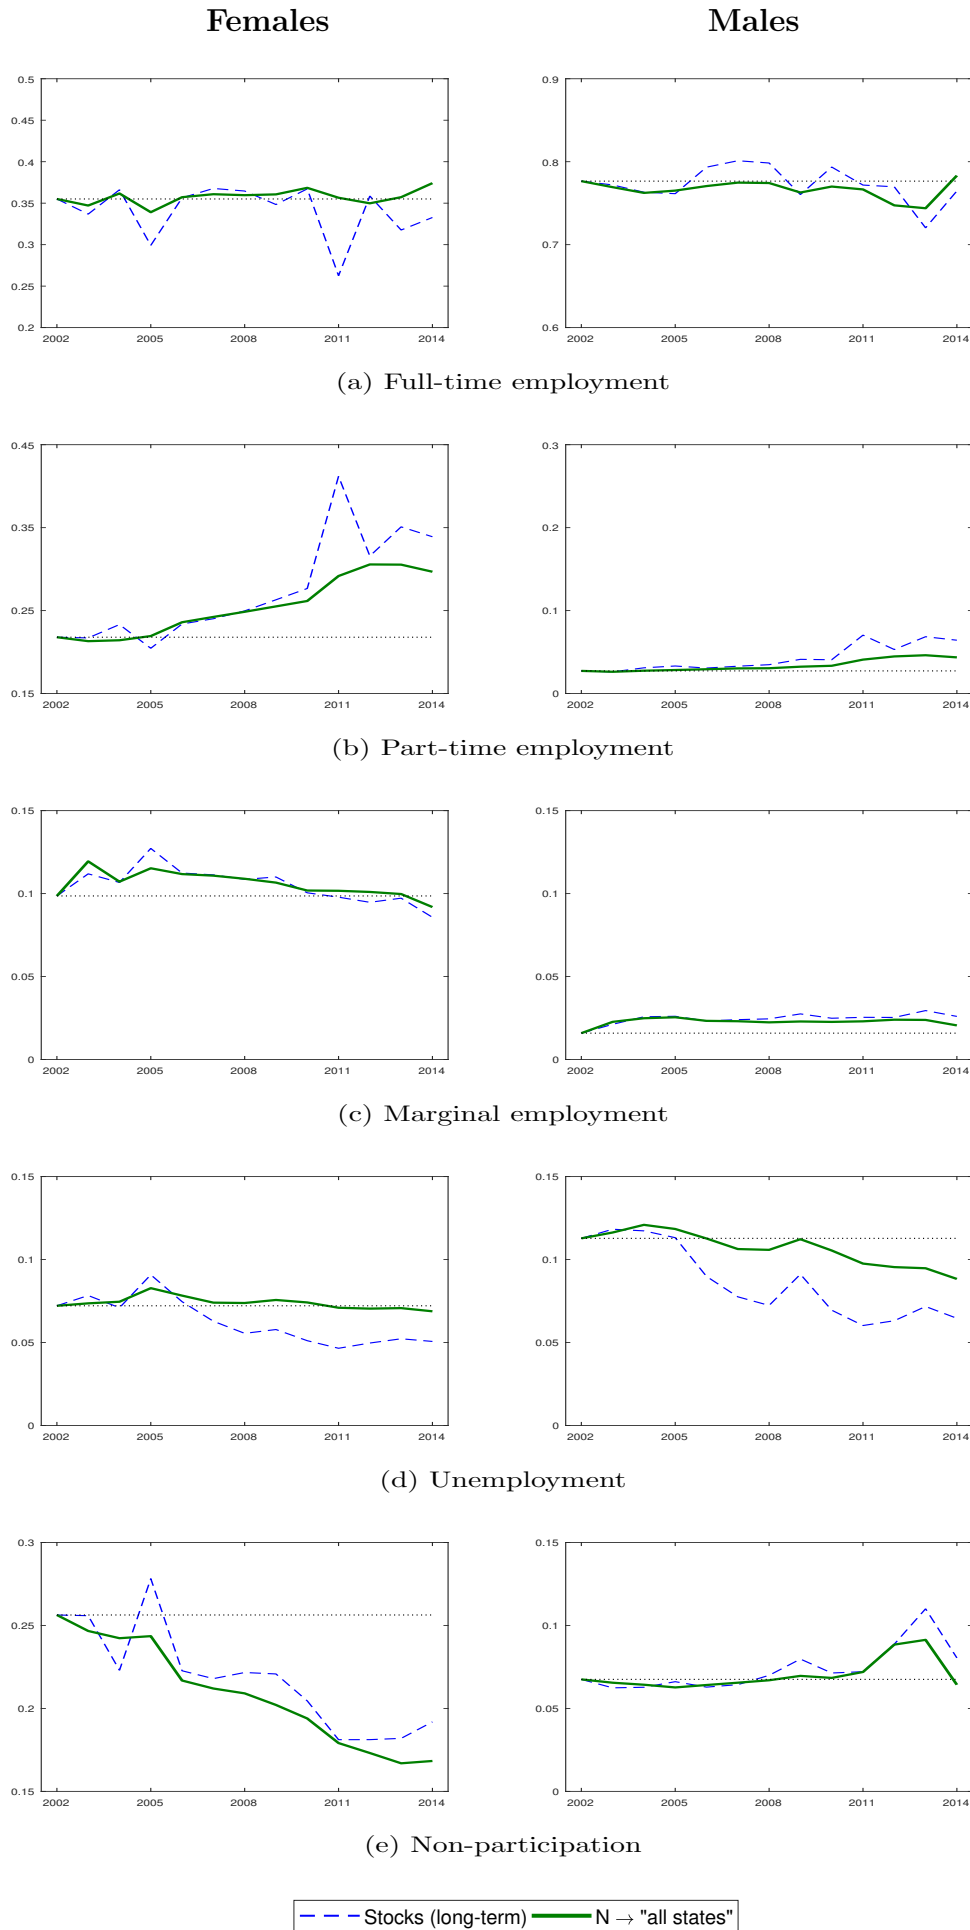 Females Males
0.5
0.45
0.4
0.35
0.3
0.25
0.2
2002 2005 2008 2011 2014
0.9
0.8
0.7
0.6
2002 2005 2008 2011 2014
(a) Full-time employment
0.45
0.35
0.25
0.15
2002 2005 2008 2011 2014
0.3
0.2
0.1
0
2002 2005 2008 2011 2014
(b) Part-time employment
0.15
0.1
0.05
0
2002 2005 2008 2011 2014
0.15
0.1
0.05
0
2002 2005 2008 2011 2014
(c) Marginal employment
0.15
0.1
0.05
0
2002 2005 2008 2011 2014
0.15
0.1
0.05
0
2002 2005 2008 2011 2014
(d) Unemployment
0.3
0.25
0.2
0.15
2002 2005 2008 2011 2014
0.15
0.1
0.05
0
2002 2005 2008 2011 2014
(e) Non-participation
Stocks (long-term) N → "all states"